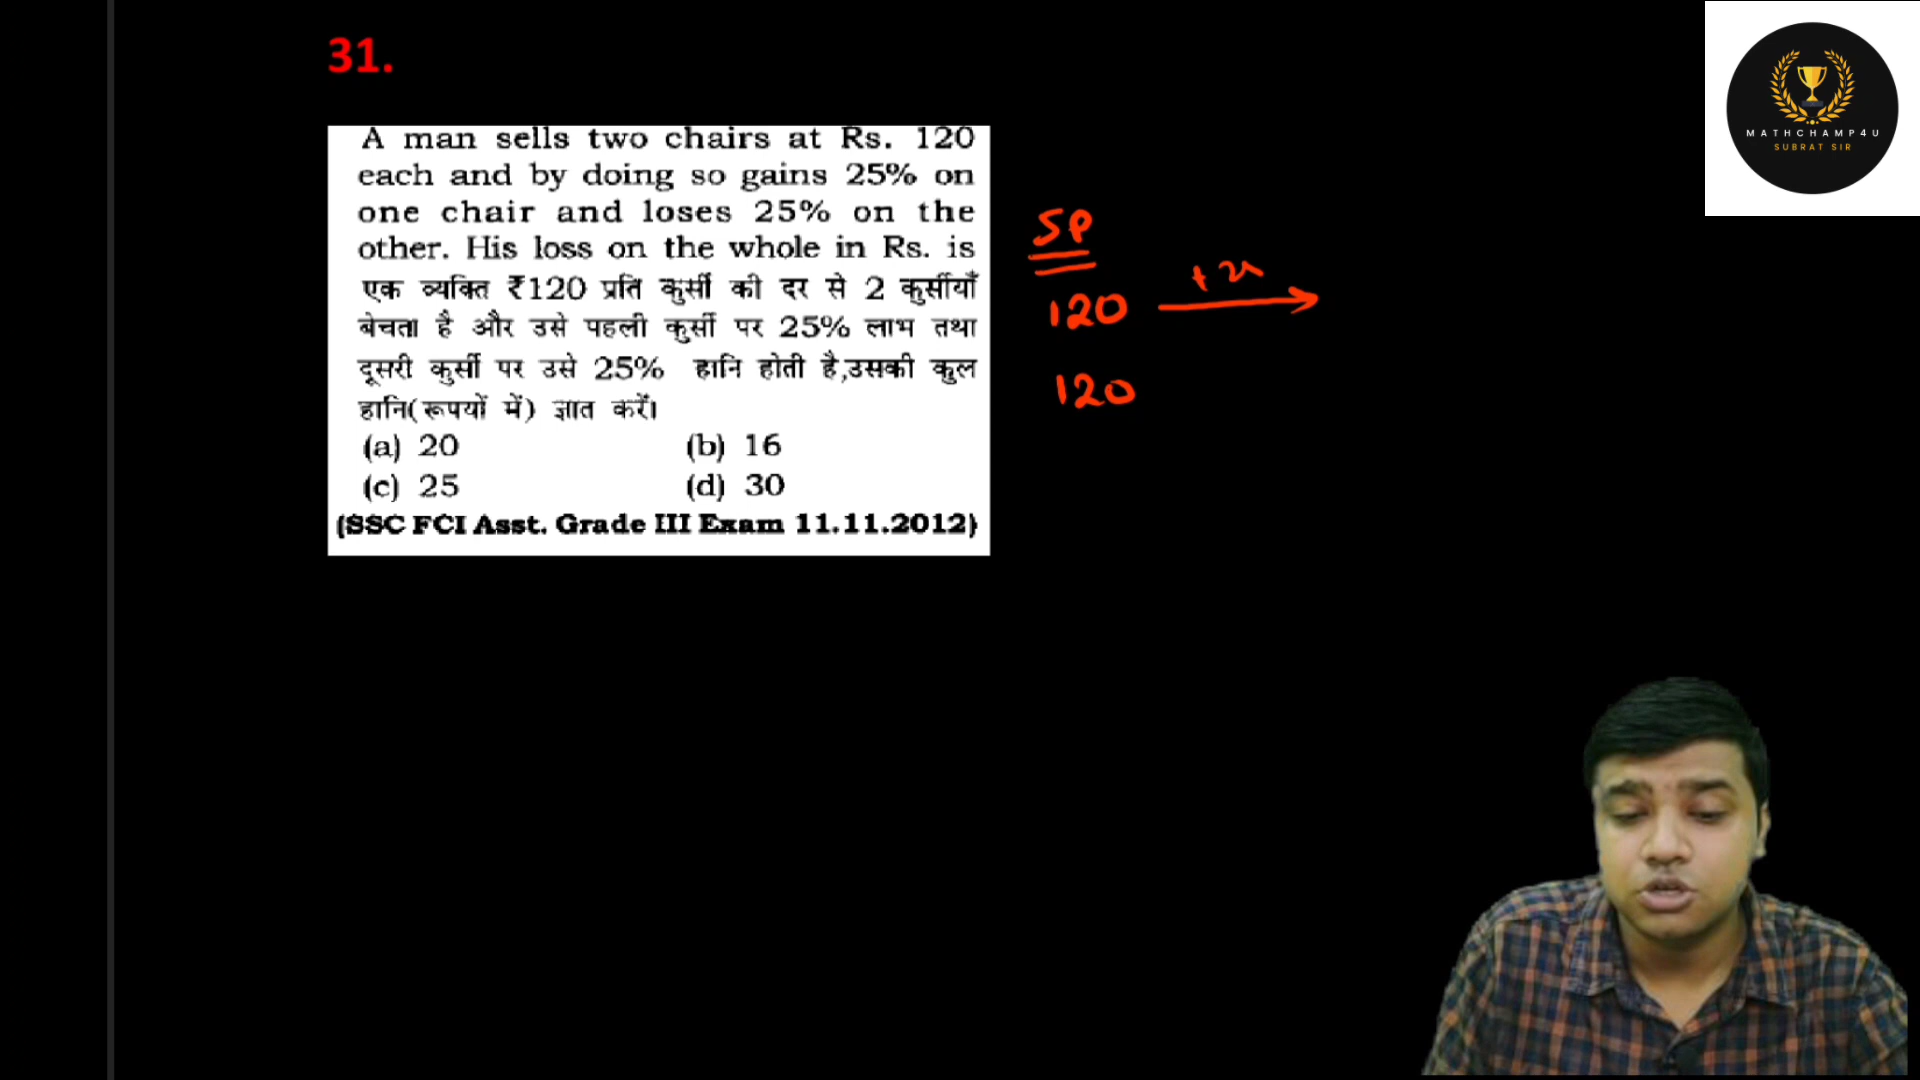 31.
A man sells two chairs at Rs. 120
each and by doing so gains 25% on
one chair and loses 25% on the
other. His loss on the whole in Rs. is
एक व्यक्ति ₹120 प्रति कुर्सी की दर से 2 कुर्सीयाँ
बेचता है और उसे पहली कुर्सी पर 25% लाभ तथा
दूसरी कुर्सी पर उसे 25% हानि होती है,उसकी कुल
हानि(रूपयों में) ज्ञात करें।
(a) 20 (b) 16
(c) 25 (d) 30
(SSC FCI Asst. Grade III Exam 11.11.2012)
SP
120
120
MATHCHAMP4U
SUBRAT SIR